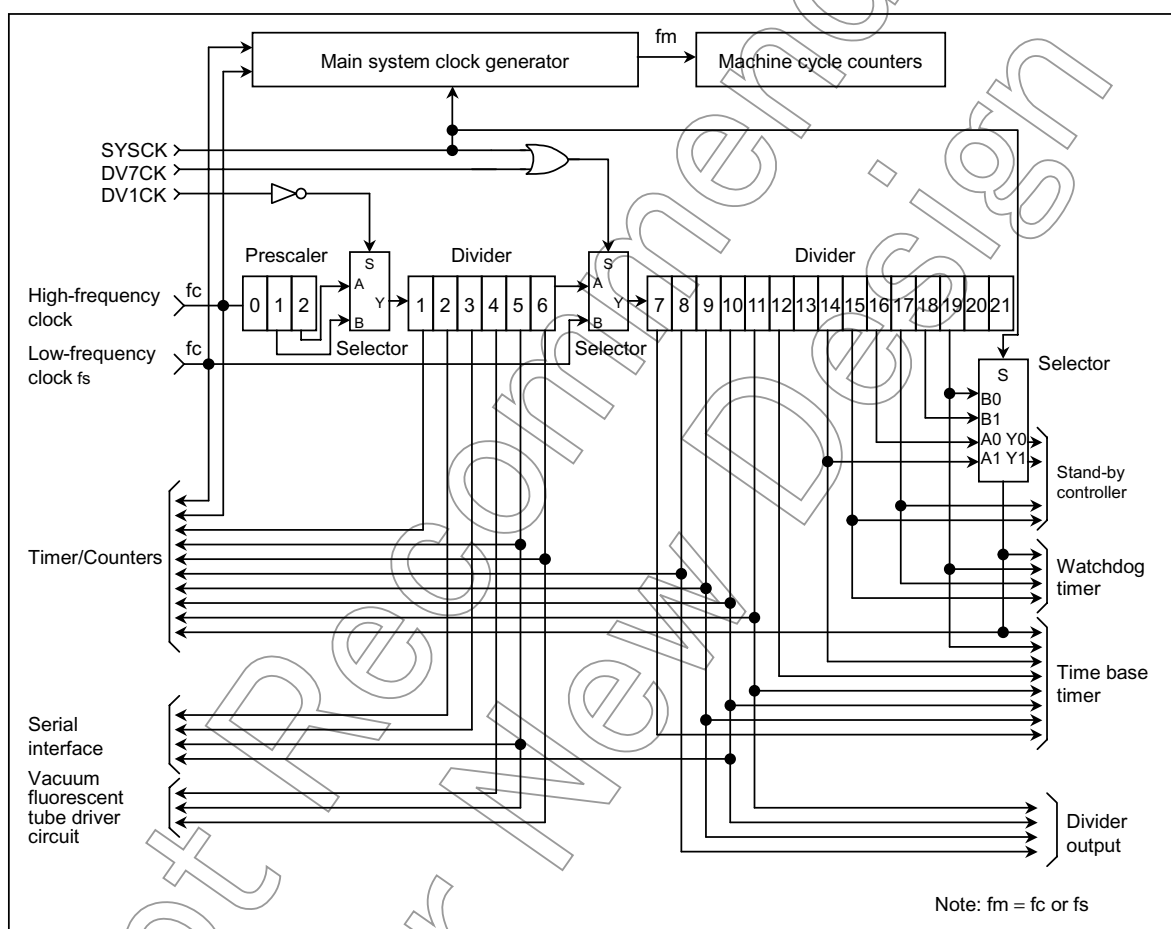 Main system clock generator
fm
Machine cycle counters
SYSCK
DV7CK
DV1CK
Prescaler
S
A
B
Y
Selector
Divider
S
A
B
Y
Selector
Divider
High-frequency
clock
fc
0 1 2
1 2 3 4 5 6
7 8 9 10 11 12 13 14 15 16 17 18 19 20 21
Low-frequency
clock fs
fc
S
B0
B1
A0 Y0
A1 Y1
Selector
Stand-by
controller
Timer/Counters
Watchdog
timer
Time base
timer
Serial
interface
Vacuum
fluorescent
tube driver
circuit
Divider
output
Note: fm = fc or fs
Not Recommend
r New Design